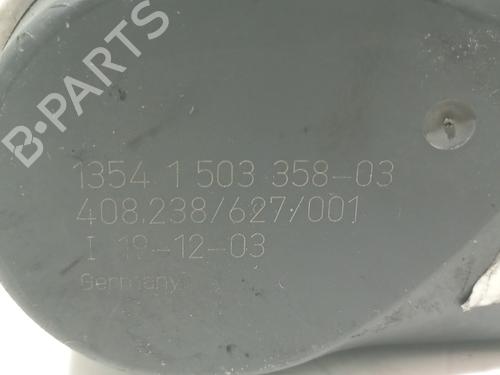 B-PARTS
1354 1 503 358-03
408.238/627/001
I 19-12-03
Germany